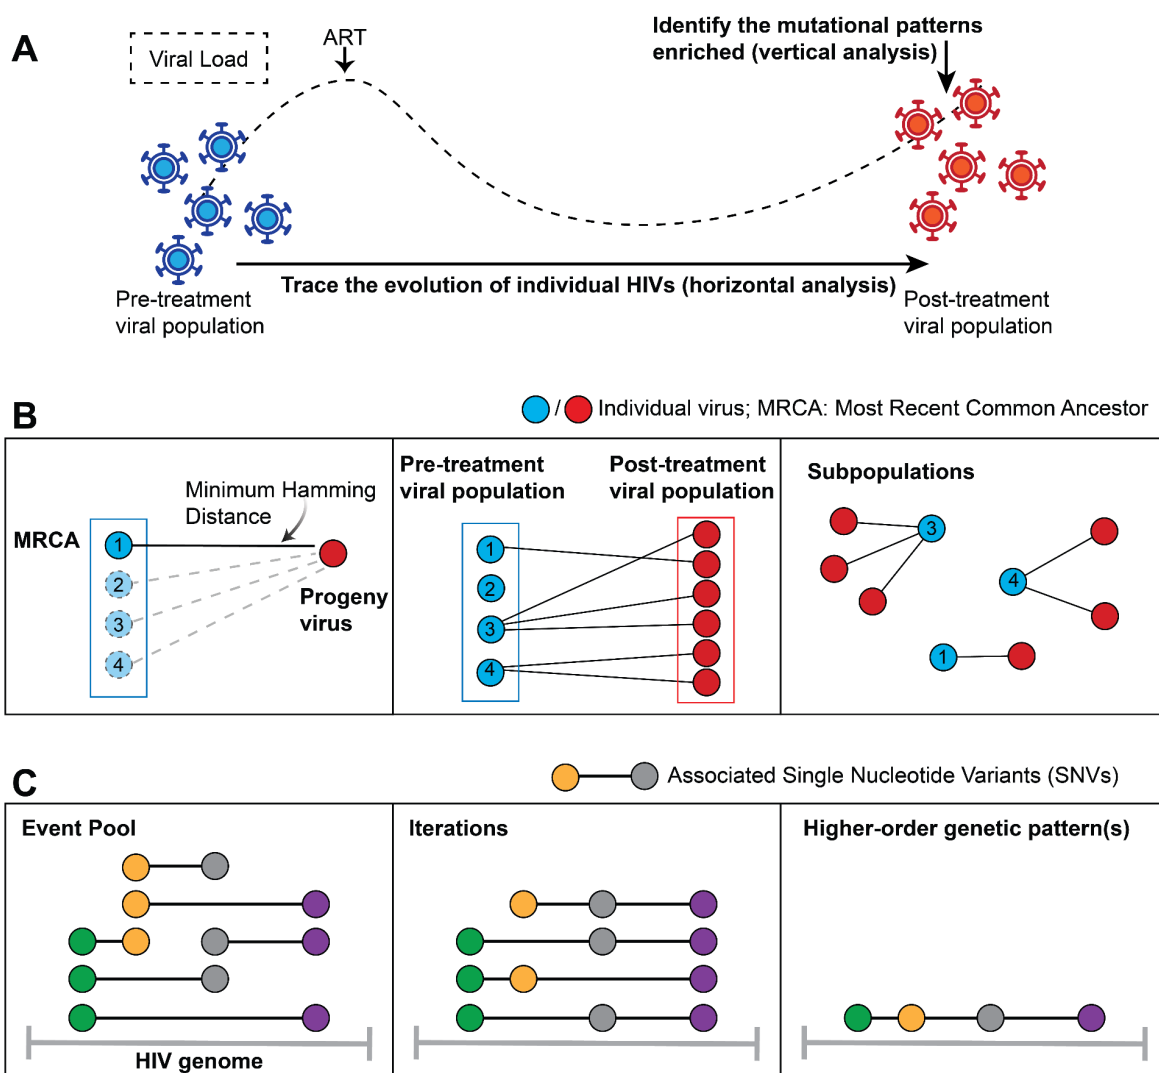 A
Viral Load
ART
Identify the mutational patterns
enriched (vertical analysis)
Trace the evolution of individual HIVs (horizontal analysis)
Pre-treatment
viral population
Post-treatment
viral population
B
/ Individual virus; MRCA: Most Recent Common Ancestor
MRCA
Minimum Hamming
Distance
1
2
3
4
Progeny
virus
Pre-treatment
viral population
Post-treatment
viral population
1
2
3
4
Subpopulations
3
4
1
C
Associated Single Nucleotide Variants (SNVs)
Event Pool
HIV genome
Iterations
Higher-order genetic pattern(s)